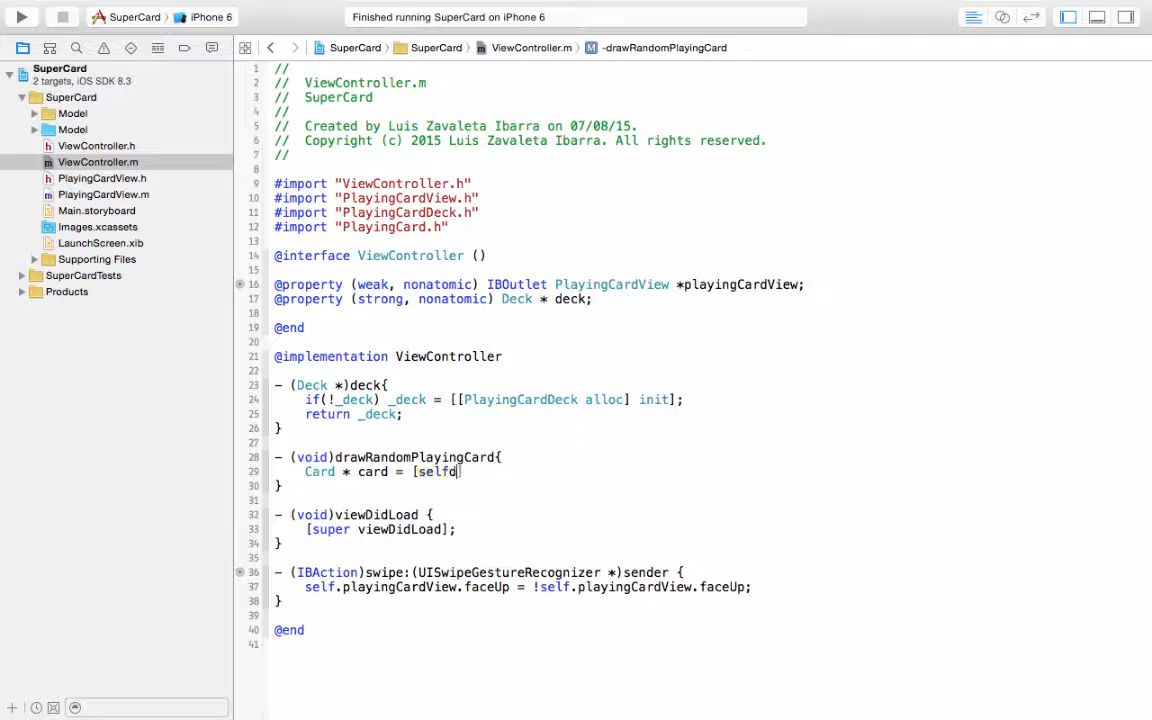 SuperCard
iPhone 6
Finished running SuperCard on iPhone 6
SuperCard
SuperCard
ViewController.m
M
-drawRandomPlayingCard
SuperCard
2 targets, iOS SDK 8.3
SuperCard
Model
Model
h ViewController.h
m ViewController.m
h PlayingCardView.h
m PlayingCardView.m
Main.storyboard
Images.xcassets
LaunchScreen.xib
Supporting Files
SuperCardTests
Products
1 //
2 //  ViewController.m
3 //  SuperCard
4 //
5 //  Created by Luis Zavaleta Ibarra on 07/08/15.
6 //  Copyright (c) 2015 Luis Zavaleta Ibarra. All rights reserved.
7 //
8
9 #import "ViewController.h"
10 #import "PlayingCardView.h"
11 #import "PlayingCardDeck.h"
12 #import "PlayingCard.h"
13
14 @interface ViewController ()
15
16 @property (weak, nonatomic) IBOutlet PlayingCardView *playingCardView;
17 @property (strong, nonatomic) Deck * deck;
18
19 @end
20
21 @implementation ViewController
22
23 - (Deck *)deck{
24     if(!_deck) _deck = [[PlayingCardDeck alloc] init];
25     return _deck;
26 }
27
28 - (void)drawRandomPlayingCard{
29     Card * card = [selfd]
30 }
31
32 - (void)viewDidLoad {
33     [super viewDidLoad];
34 }
35
36 - (IBAction)swipe:(UISwipeGestureRecognizer *)sender {
37     self.playingCardView.faceUp = !self.playingCardView.faceUp;
38 }
39
40 @end
41